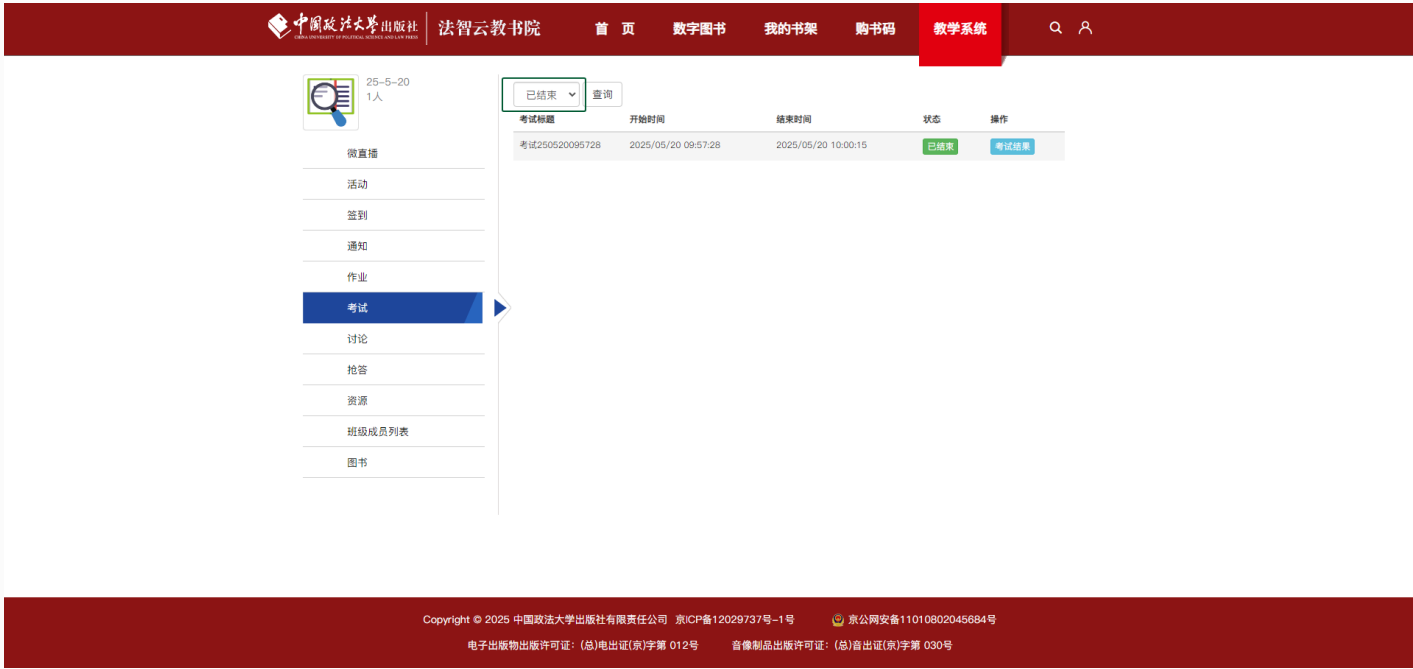 中国政法大学出版社 法智云教书院 首 页 数字图书 我的书架 购书码 教学系统
CHINA UNIVERSITY OF POLITICAL SCIENCE AND LAW PRESS
25-5-20
1人
已结束 查询
考试标题 开始时间 结束时间 状态 操作
考试250520095728 2025/05/20 09:57:28 2025/05/20 10:00:15 已结束 考试结果
微直播
活动
签到
通知
作业
考试
讨论
抢答
资源
班级成员列表
图书
Copyright © 2025 中国政法大学出版社有限责任公司 京ICP备12029737号-1号 京公网安备11010802045684号
电子出版物出版许可证：(总)电出证(京)字第 012号 音像制品出版许可证：(总)音出证(京)字第 030号